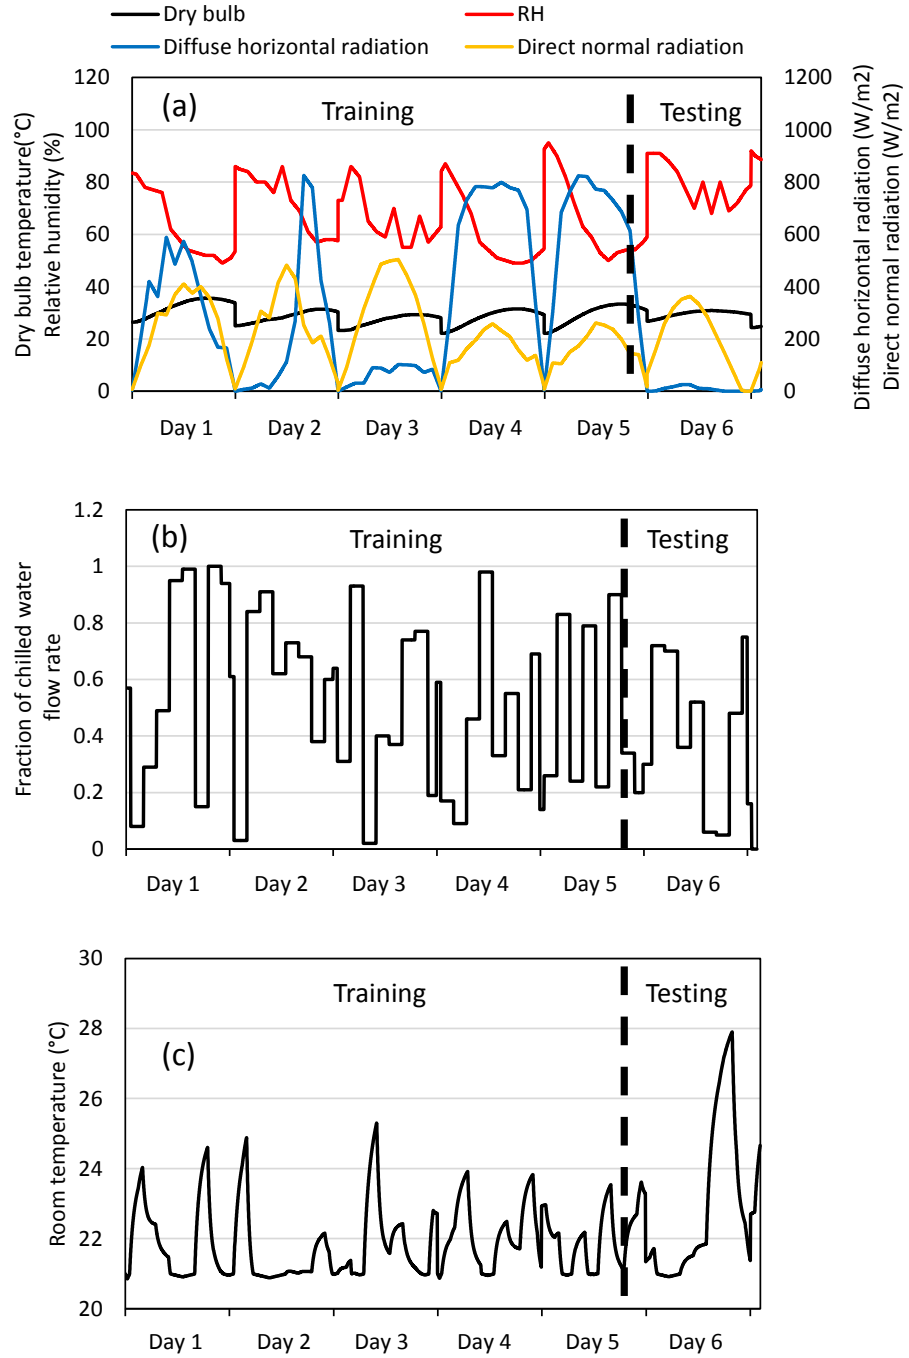 Dry bulb
RH
Diffuse horizontal radiation
Direct normal radiation
Dry bulb temperature(°C)
Relative humidity (%)
120
100
80
60
40
20
0
(a)
Training
Testing
1200
1000
800
600
400
200
0
Diffuse horizontal radiation (W/m2)
Direct normal radiation (W/m2)
Day 1
Day 2
Day 3
Day 4
Day 5
Day 6
Fraction of chilled water
flow rate
1.2
1
0.8
0.6
0.4
0.2
0
(b)
Training
Testing
Day 1
Day 2
Day 3
Day 4
Day 5
Day 6
Room temperature (°C)
30
28
26
24
22
20
Training
Testing
(c)
Day 1
Day 2
Day 3
Day 4
Day 5
Day 6